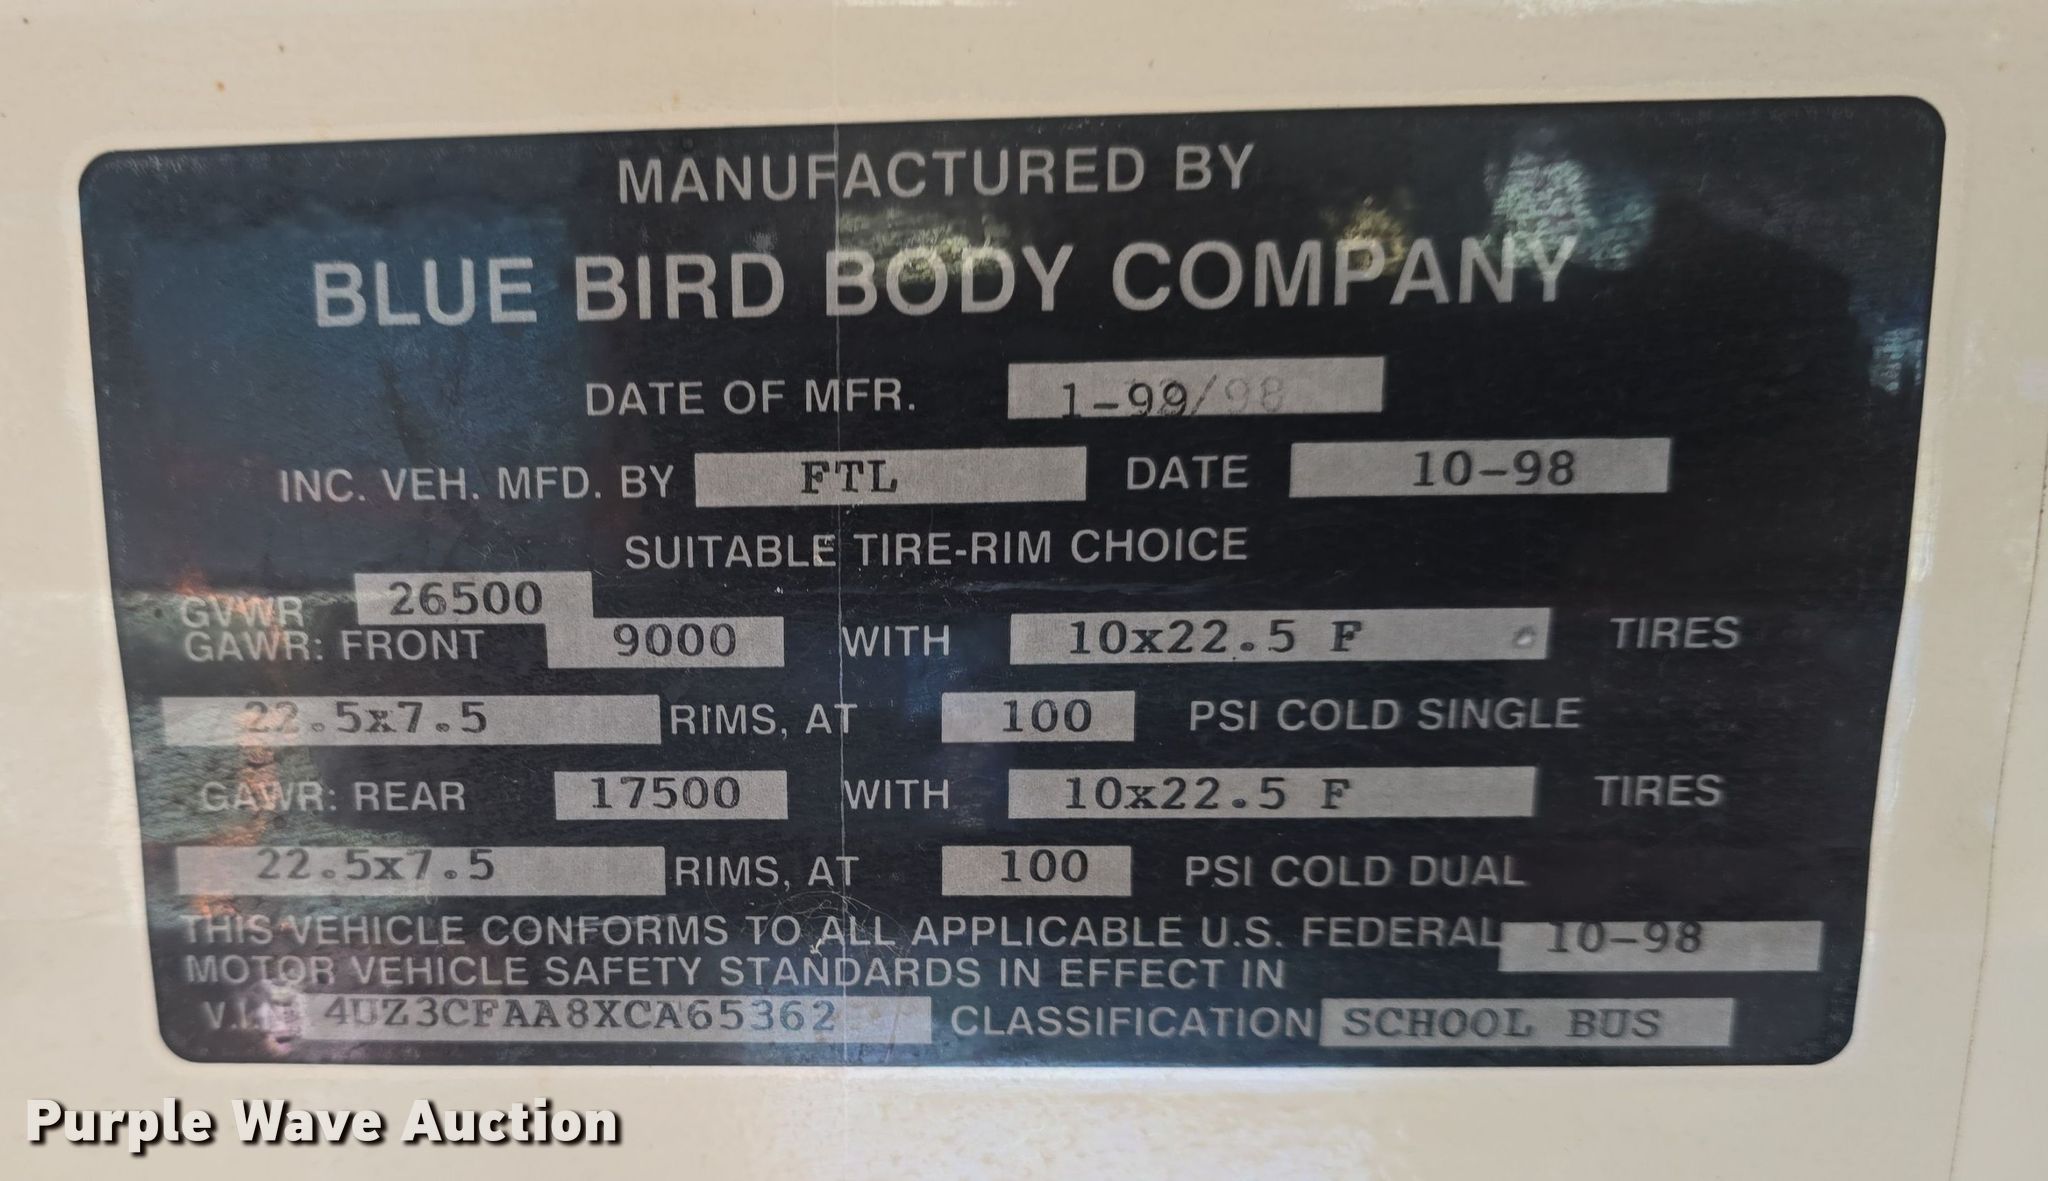 MANUFACTURED BY
BLUE BIRD BODY COMPANY
DATE OF MFR. 1-99/98
INC. VEH. MFD. BY FTL DATE 10-98
SUITABLE TIRE-RIM CHOICE
GVWR 26500
GAWR: FRONT 9000 WITH 10x22.5 F TIRES
22.5x7.5 RIMS, AT 100 PSI COLD SINGLE
GAWR: REAR 17500 WITH 10x22.5 F TIRES
22.5x7.5 RIMS, AT 100 PSI COLD DUAL
THIS VEHICLE CONFORMS TO ALL APPLICABLE U.S. FEDERAL 10-98
MOTOR VEHICLE SAFETY STANDARDS IN EFFECT IN
V.I.N 4UZ3CFAA8XCA65362 CLASSIFICATION SCHOOL BUS
Purple Wave Auction